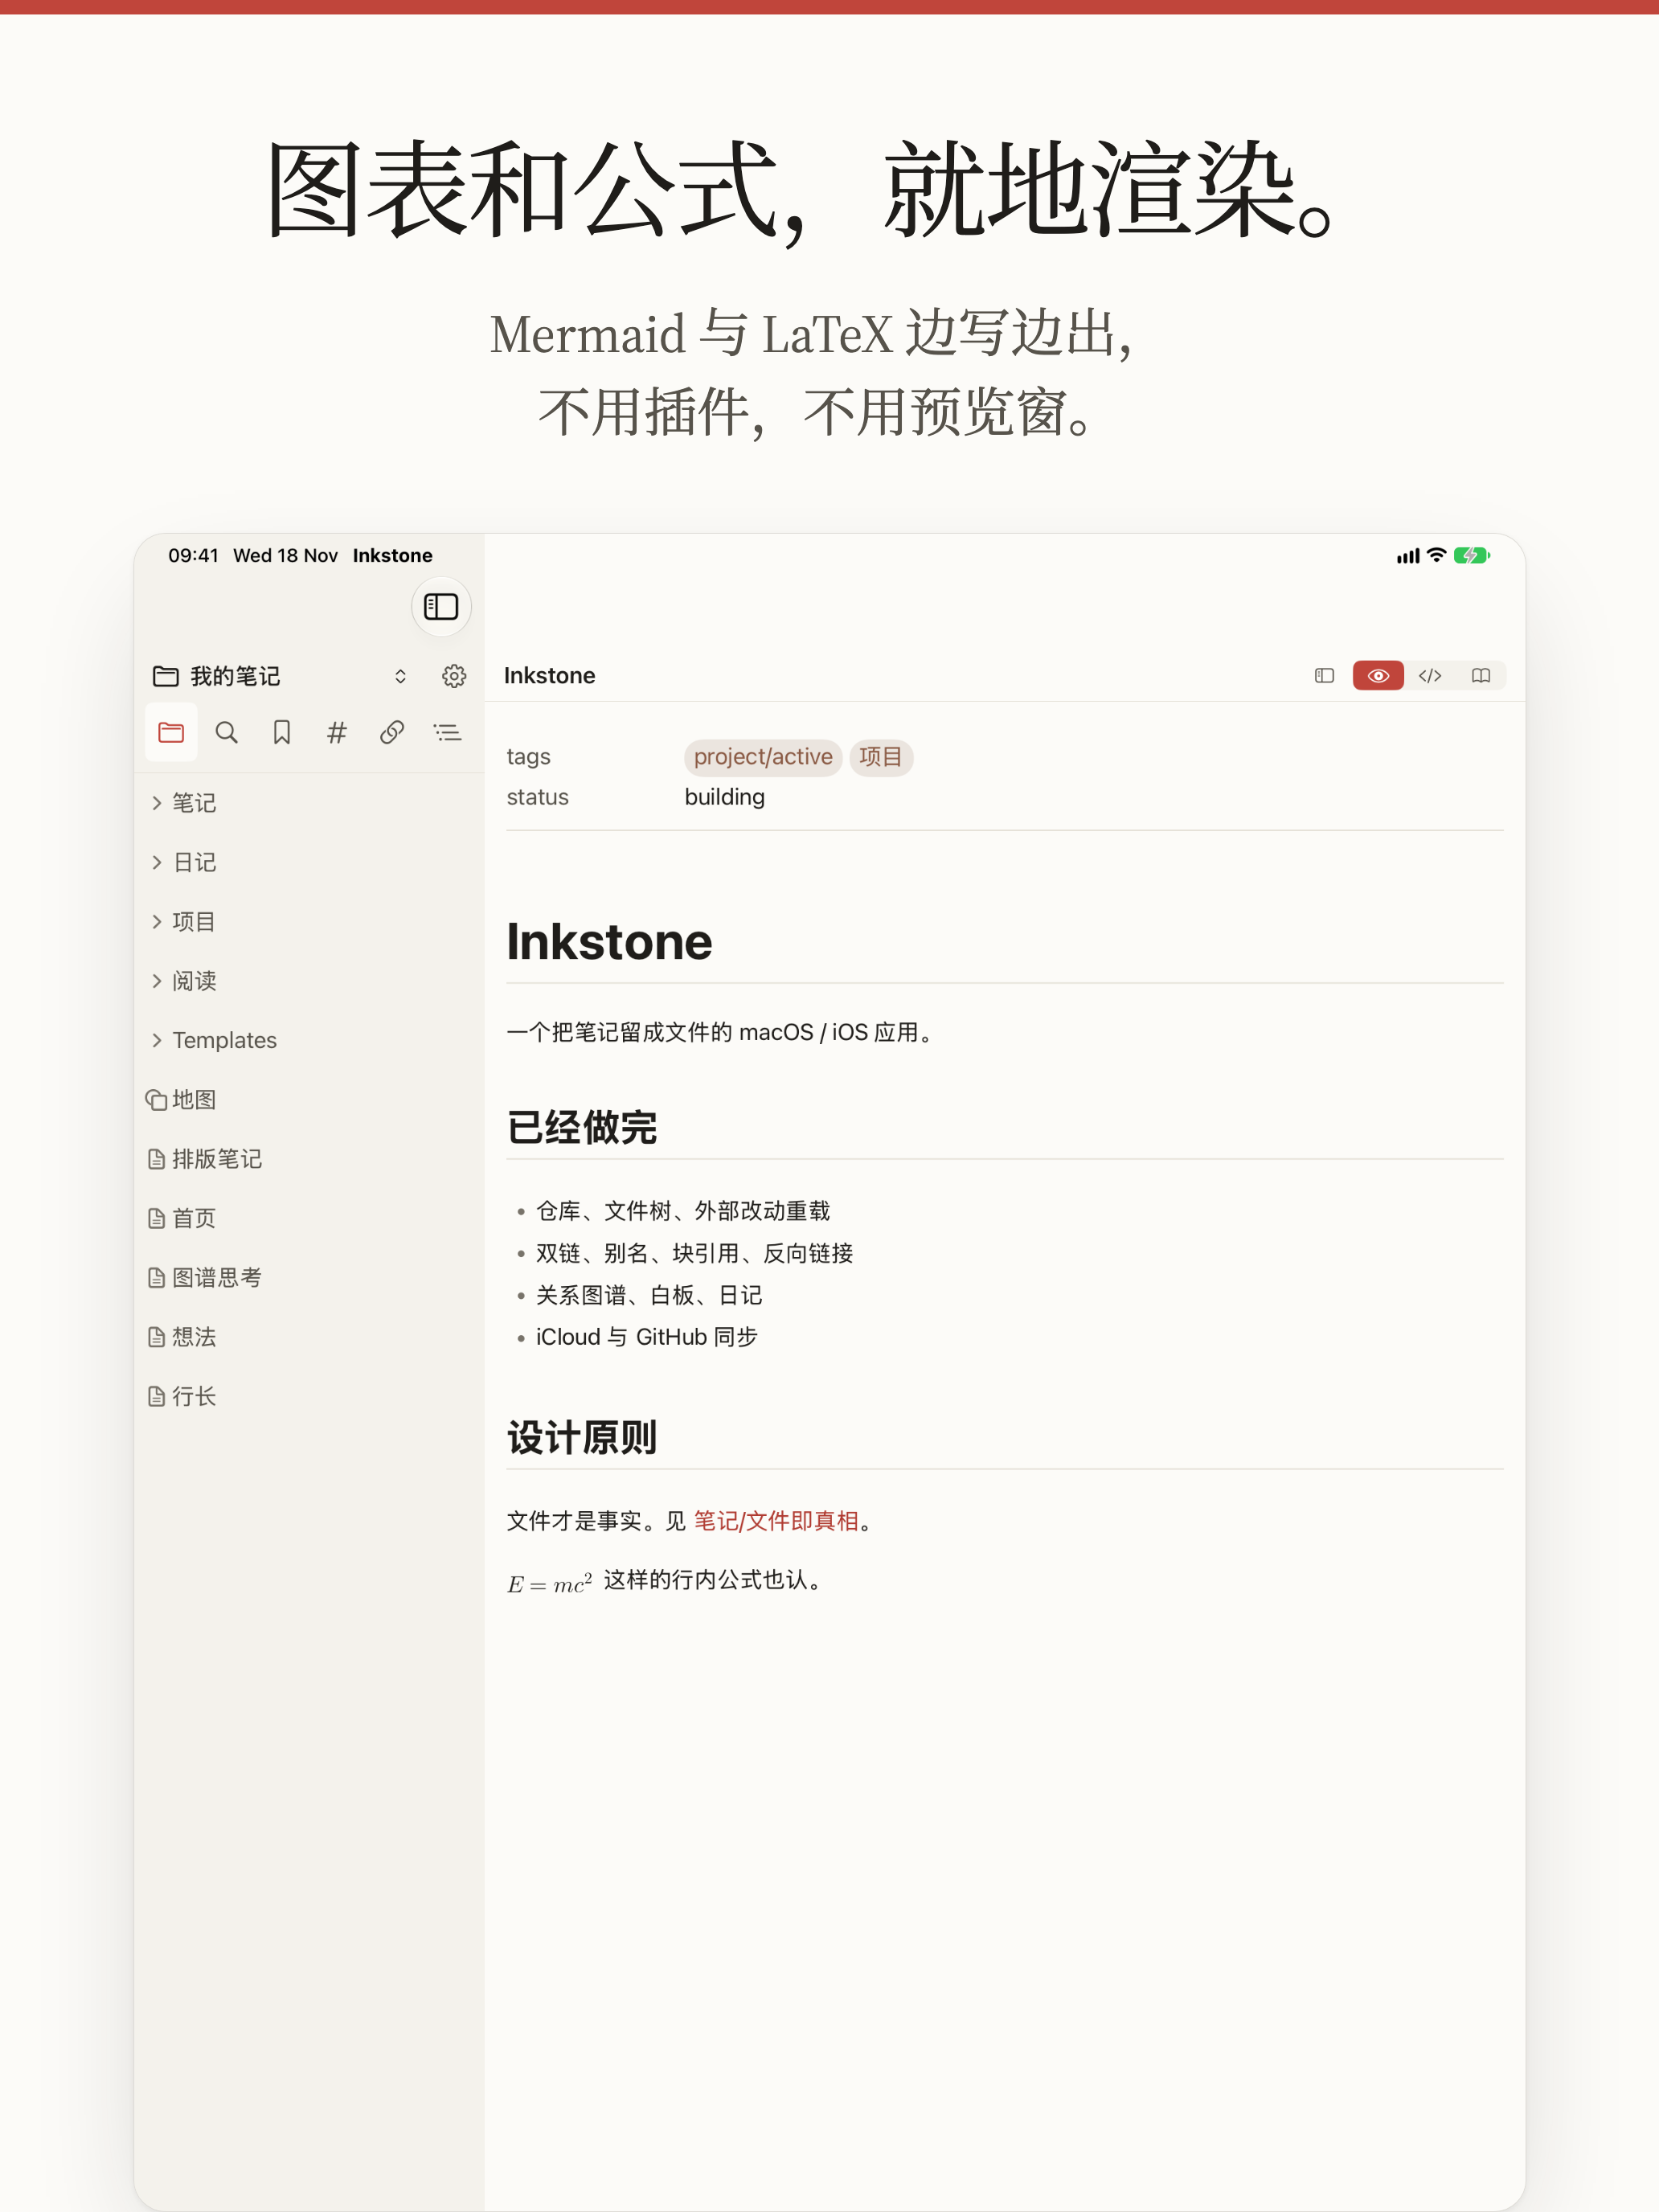 图表和公式，就地渲染。
Mermaid 与 LaTeX 边写边出，
不用插件，不用预览窗。
09:41 Wed 18 Nov Inkstone
我的笔记
笔记
日记
项目
阅读
Templates
地图
排版笔记
首页
图谱思考
想法
行长
Inkstone
tags project/active 项目
status building
Inkstone
一个把笔记留成文件的 macOS / iOS 应用。
已经做完
• 仓库、文件树、外部改动重载
• 双链、别名、块引用、反向链接
• 关系图谱、白板、日记
• iCloud 与 GitHub 同步
设计原则
文件才是事实。见 笔记/文件即真相。
E = mc² 这样的行内公式也认。